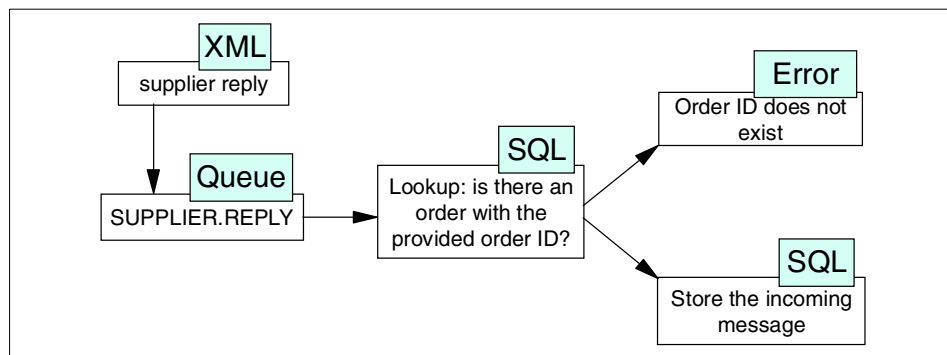 XML
supplier reply
Queue
SUPPLIER.REPLY
SQL
Lookup: is there an
order with the
provided order ID?
Error
Order ID does not
exist
SQL
Store the incoming
message